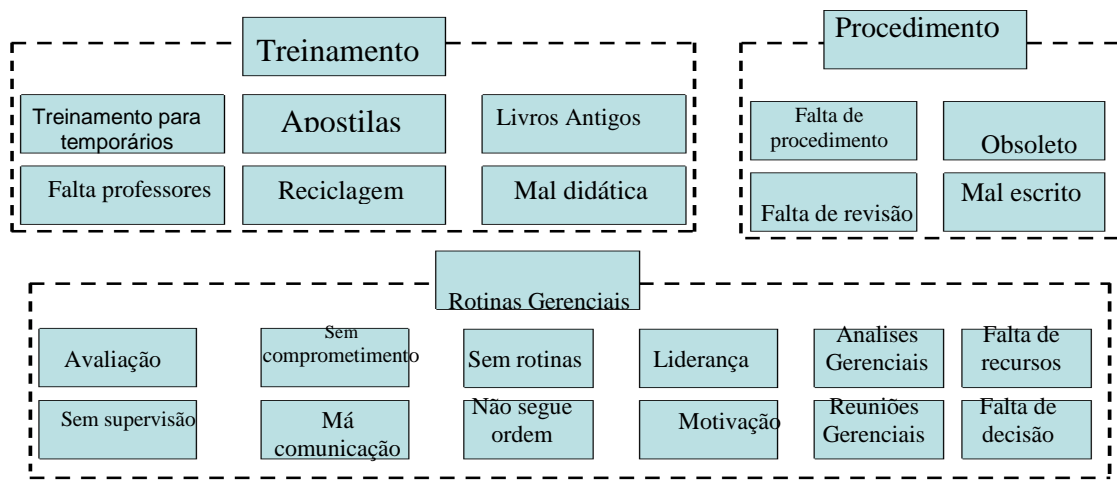 Treinamento
Treinamento para
temporários
Apostilas
Livros Antigos
Falta professores
Reciclagem
Mal didática
Procedimento
Falta de
procedimento
Obsoleto
Falta de revisão
Mal escrito
Rotinas Gerenciais
Avaliação
Sem
comprometimento
Sem rotinas
Liderança
Analises
Gerenciais
Falta de
recursos
Sem supervisão
Má
comunicação
Não segue
ordem
Motivação
Reuniões
Gerenciais
Falta de
decisão